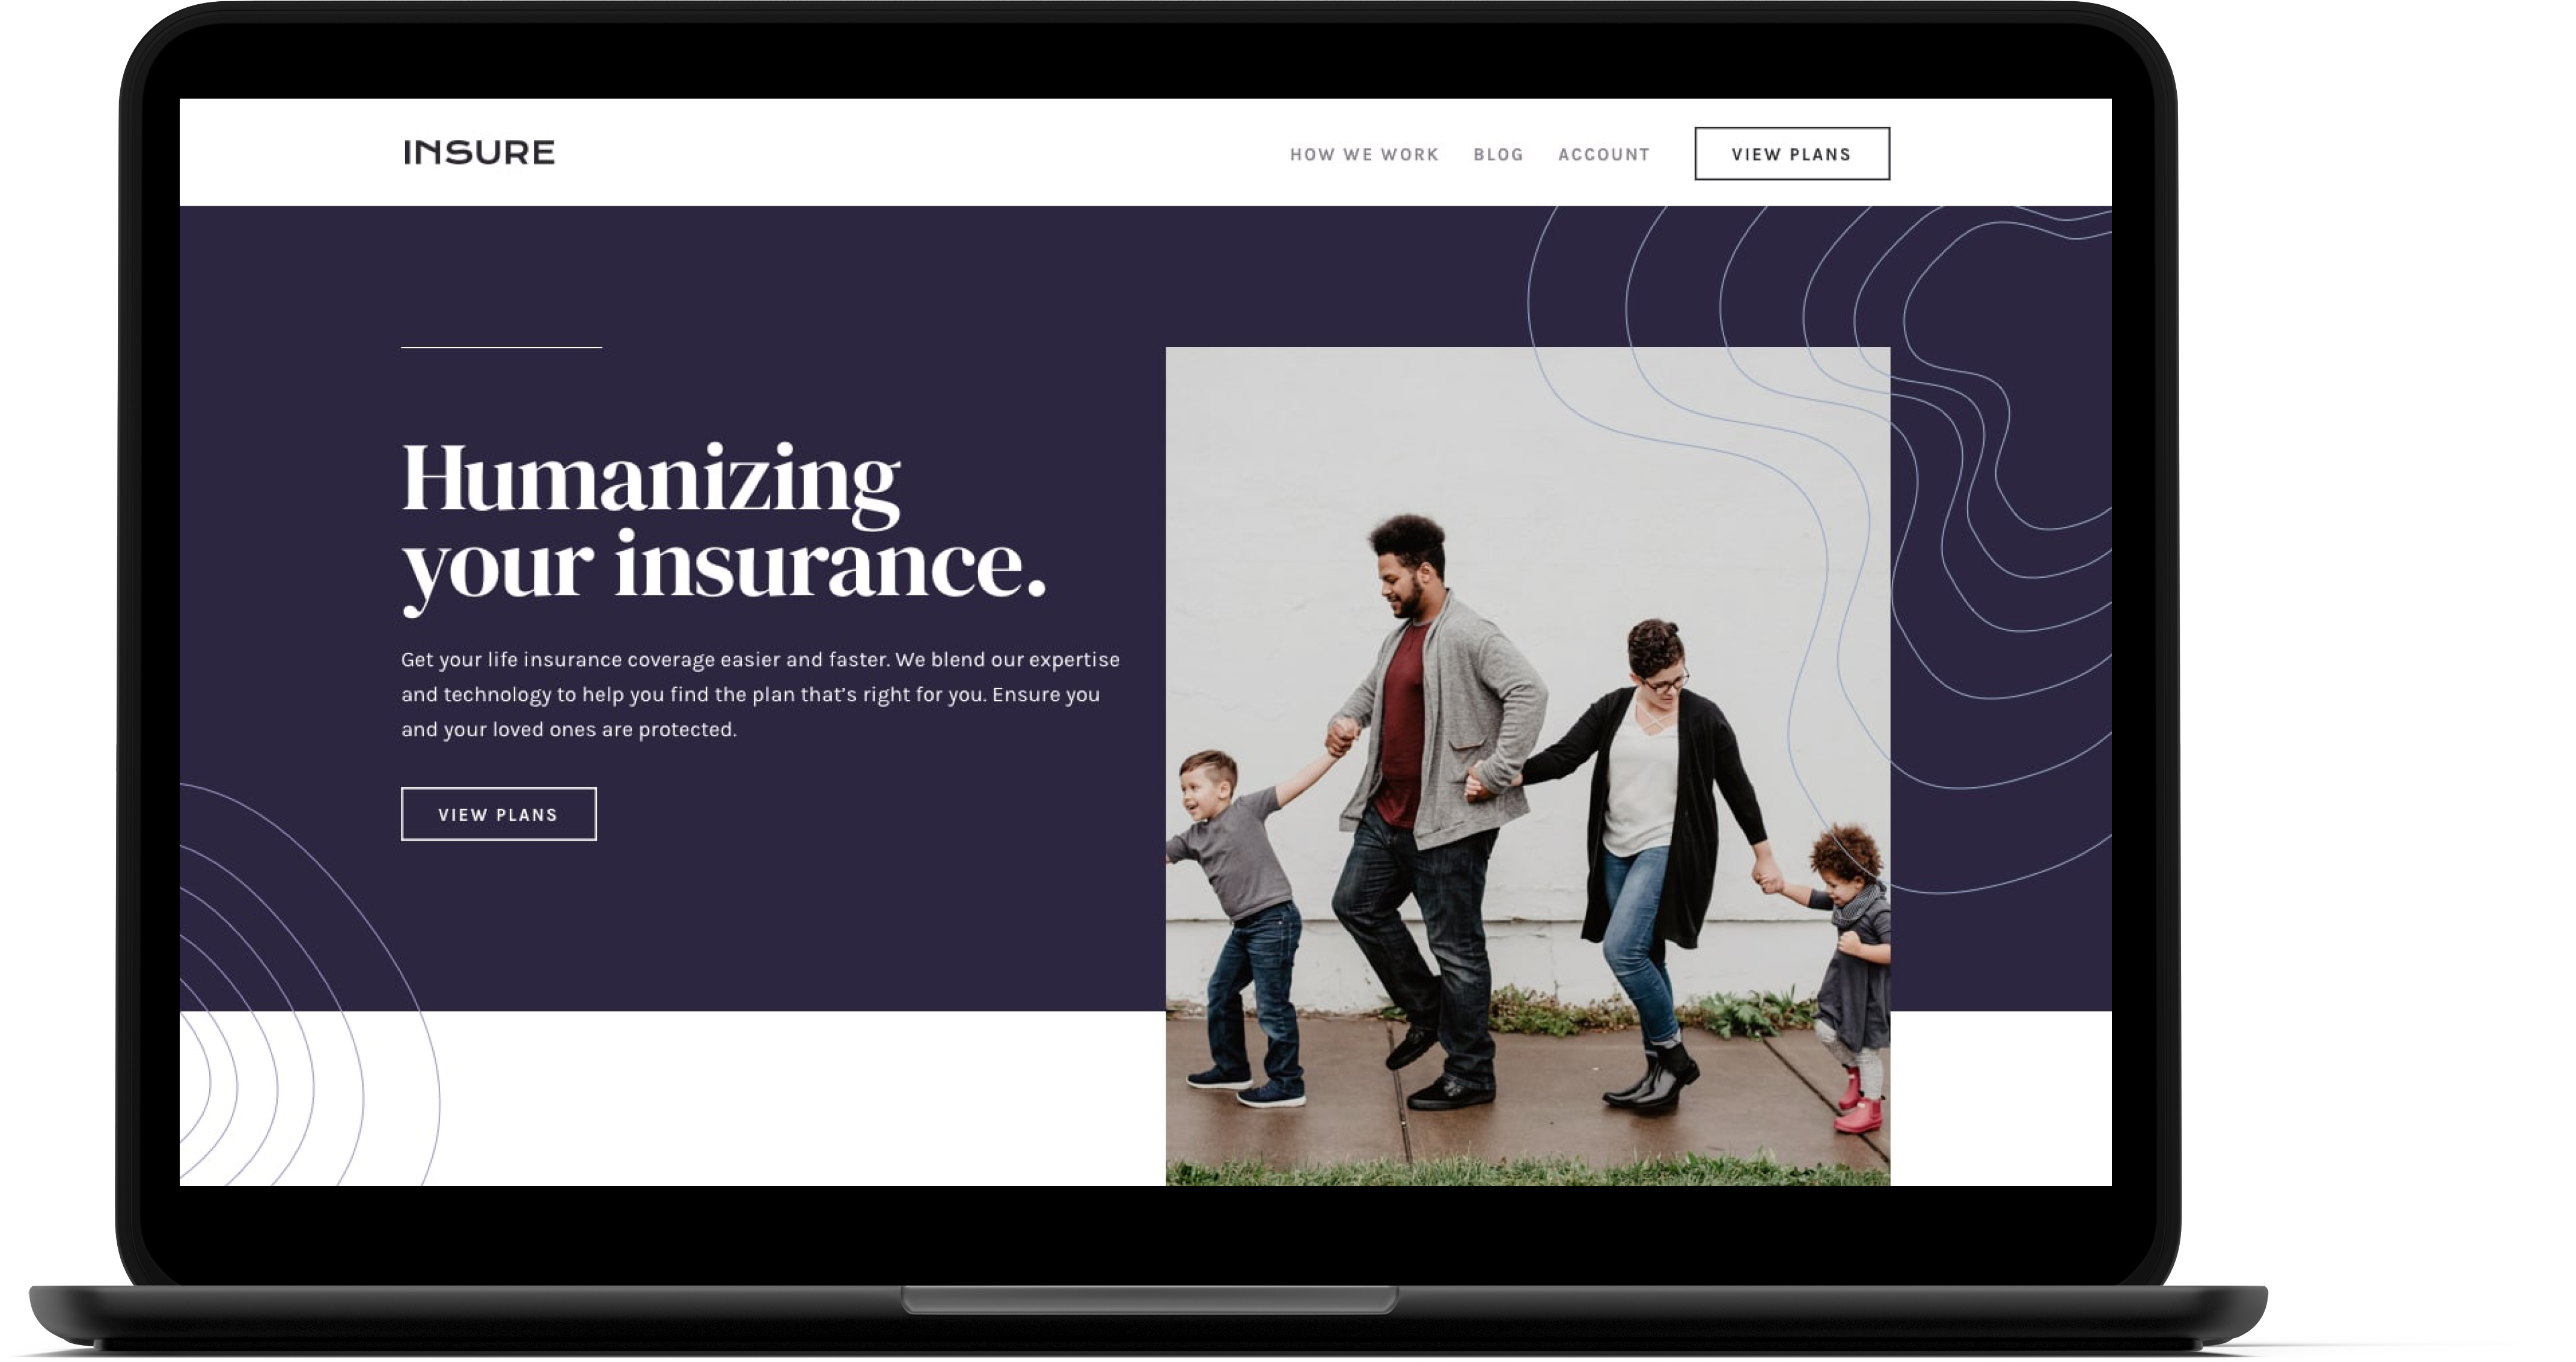 INSURE
HOW WE WORK BLOG ACCOUNT VIEW PLANS
Humanizing
your insurance.
Get your life insurance coverage easier and faster. We blend our expertise
and technology to help you find the plan that’s right for you. Ensure you
and your loved ones are protected.
VIEW PLANS